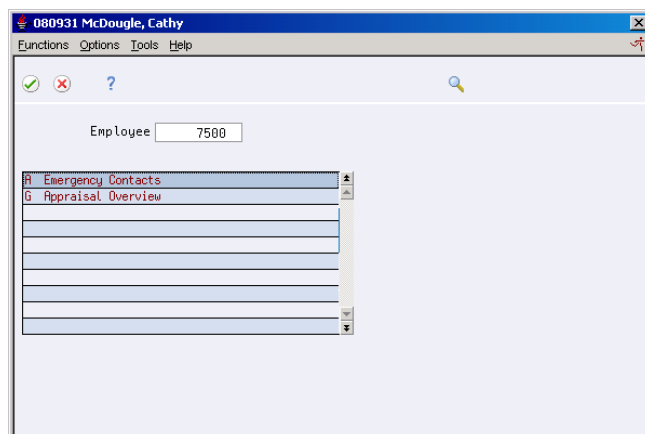 080931 McDougle, Cathy
Functions Options Tools Help
?
Employee 7500
A Emergency Contacts
G Appraisal Overview